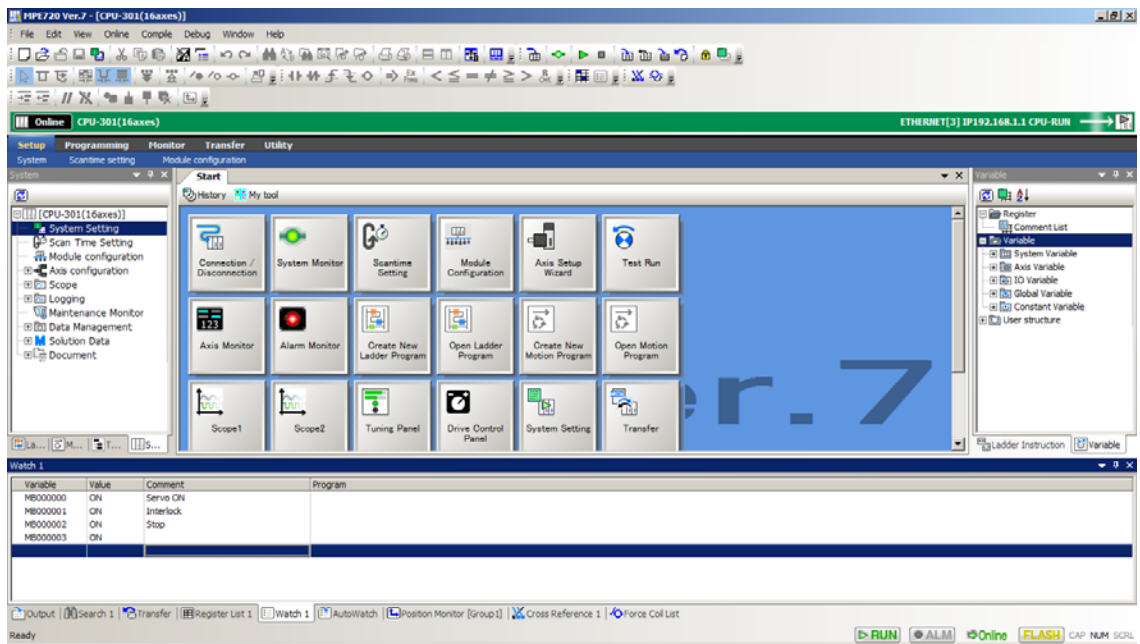 MPE720 Ver.7 - [CPU-301(16axes)]
File Edit View Online Compile Debug Window Help
Online CPU-301(16axes) ETHERNET[3] IP192.168.1.1 CPU-RUN
Setup Programming Monitor Transfer Utility
System Scantime setting Module configuration
System
[CPU-301(16axes)]
System Setting
Scan Time Setting
Module configuration
Axis configuration
Scope
Logging
Maintenance Monitor
Data Management
Solution Data
Document
La... M... T... S...
Start
History My tool
Connection / Disconnection
System Monitor
Scantime Setting
Module Configuration
Axis Setup Wizard
Test Run
Axis Monitor
Alarm Monitor
Create New Ladder Program
Open Ladder Program
Create New Motion Program
Open Motion Program
Scope1
Scope2
Tuning Panel
Drive Control Panel
System Setting
Transfer
er.7
Variable
Register
Comment List
Variable
System Variable
Axis Variable
IO Variable
Global Variable
Constant Variable
User structure
Ladder Instruction Variable
Watch 1
Variable Value Comment Program
MB000000 ON Servo ON
MB000001 ON Interlock
MB000002 ON Stop
MB000003 ON
Output Search 1 Transfer Register List 1 Watch 1 AutoWatch Position Monitor [Group1] Cross Reference 1 Force Coil List
Ready RUN ALM Online FLASH CAP NUM SCRL